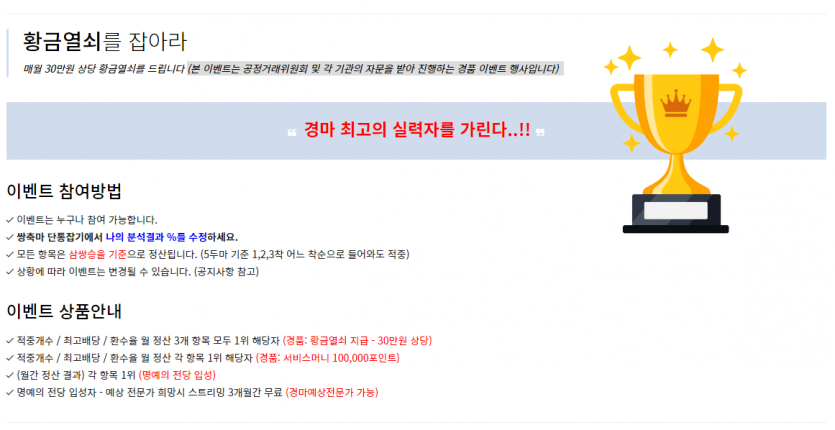 황금열쇠를 잡아라
매월 30만원 상당 황금열쇠를 드립니다 (본 이벤트는 공정거래위원회 및 각 기관의 자문을 받아 진행하는 경품 이벤트 행사입니다)
❝ 경마 최고의 실력자를 가린다..!! ❞
이벤트 참여방법
✓ 이벤트는 누구나 참여 가능합니다.
✓ 쌍축마 단통잡기에서 나의 분석결과 %를 수정하세요.
✓ 모든 항목은 삼쌍승을 기준으로 정산됩니다. (5두마 기준 1,2,3착 어느 착순으로 들어와도 적중)
✓ 상황에 따라 이벤트는 변경될 수 있습니다. (공지사항 참고)
이벤트 상품안내
✓ 적중개수 / 최고배당 / 환수율 월 정산 3개 항목 모두 1위 해당자 (경품: 황금열쇠 지급 - 30만원 상당)
✓ 적중개수 / 최고배당 / 환수율 월 정산 각 항목 1위 해당자 (경품: 서비스머니 100,000포인트)
✓ (월간 정산 결과) 각 항목 1위 (명예의 전당 입성)
✓ 명예의 전당 입성자 - 예상 전문가 희망시 스트리밍 3개월간 무료 (경마예상전문가 가능)